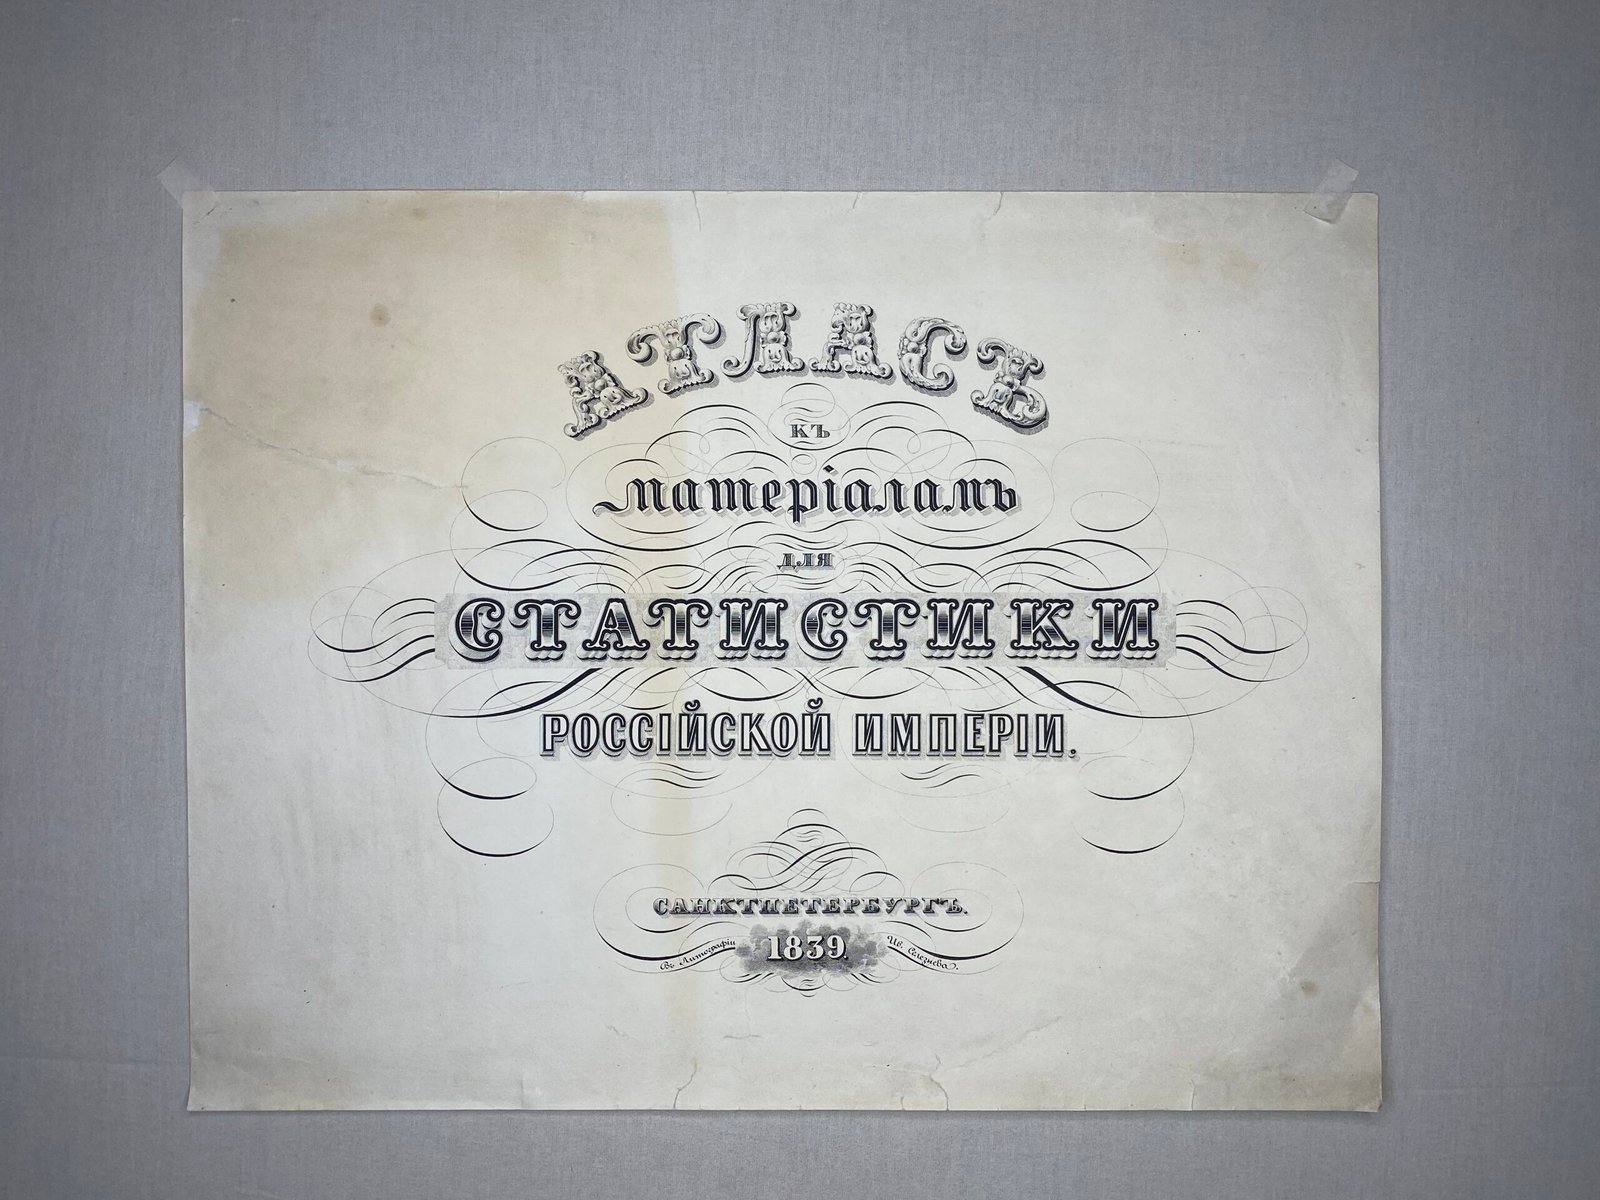 АТЛАСЪ
КЪ
матеріаламъ
для
СТАТИСТИКИ
РОССІЙСКОЙ ИМПЕРІИ.
САНКТПЕТЕРБУРГЪ.
1839.
Въ Литографіи Ив. Селезнева.